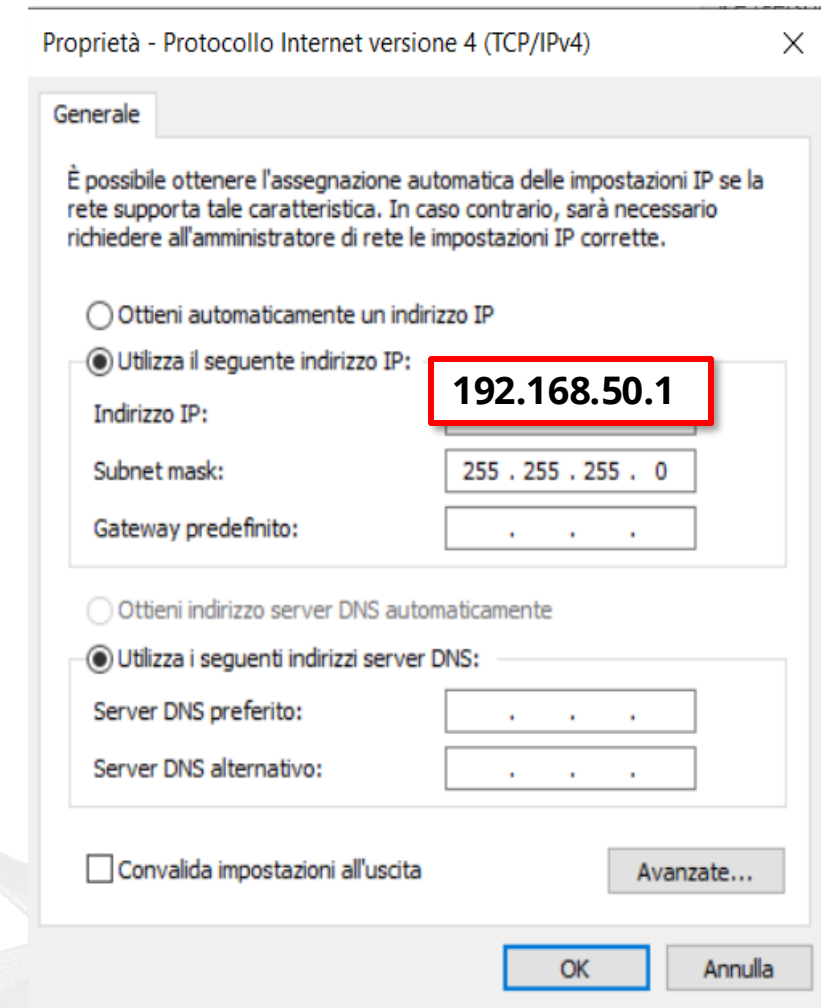 Proprietà - Protocollo Internet versione 4 (TCP/IPv4)
Generale
È possibile ottenere l'assegnazione automatica delle impostazioni IP se la
rete supporta tale caratteristica. In caso contrario, sarà necessario
richiedere all'amministratore di rete le impostazioni IP corrette.
Ottieni automaticamente un indirizzo IP
Utilizza il seguente indirizzo IP:
192.168.50.1
Indirizzo IP:
Subnet mask: 255 . 255 . 255 . 0
Gateway predefinito: . . .
Ottieni indirizzo server DNS automaticamente
Utilizza i seguenti indirizzi server DNS:
Server DNS preferito: . . .
Server DNS alternativo: . . .
Convalida impostazioni all'uscita Avanzate...
OK Annulla